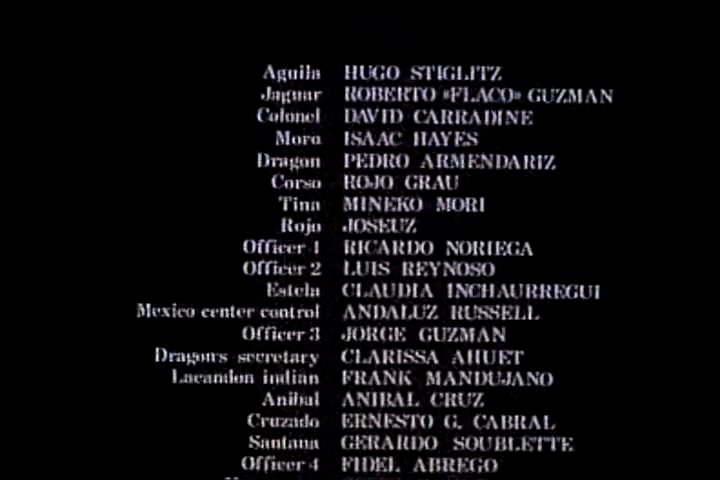 Aguila HUGO STIGLITZ
Jaguar ROBERTO «FLACO» GUZMAN
Colonel DAVID CARRADINE
Moro ISAAC HAYES
Dragon PEDRO ARMENDARIZ
Corso ROJO GRAU
Tina MINEKO MORI
Rojo JOSEUZ
Officer 1 RICARDO NORIEGA
Officer 2 LUIS REYNOSO
Estela CLAUDIA INCHAURREGUI
Mexico center control ANDALUZ RUSSELL
Officer 3 JORGE GUZMAN
Dragon's secretary CLARISSA AHUET
Lacandon indian FRANK MANDUJANO
Anibal ANIBAL CRUZ
Cruzado ERNESTO G. CABRAL
Santana GERARDO SOUBLETTE
Officer 4 FIDEL ABREGO